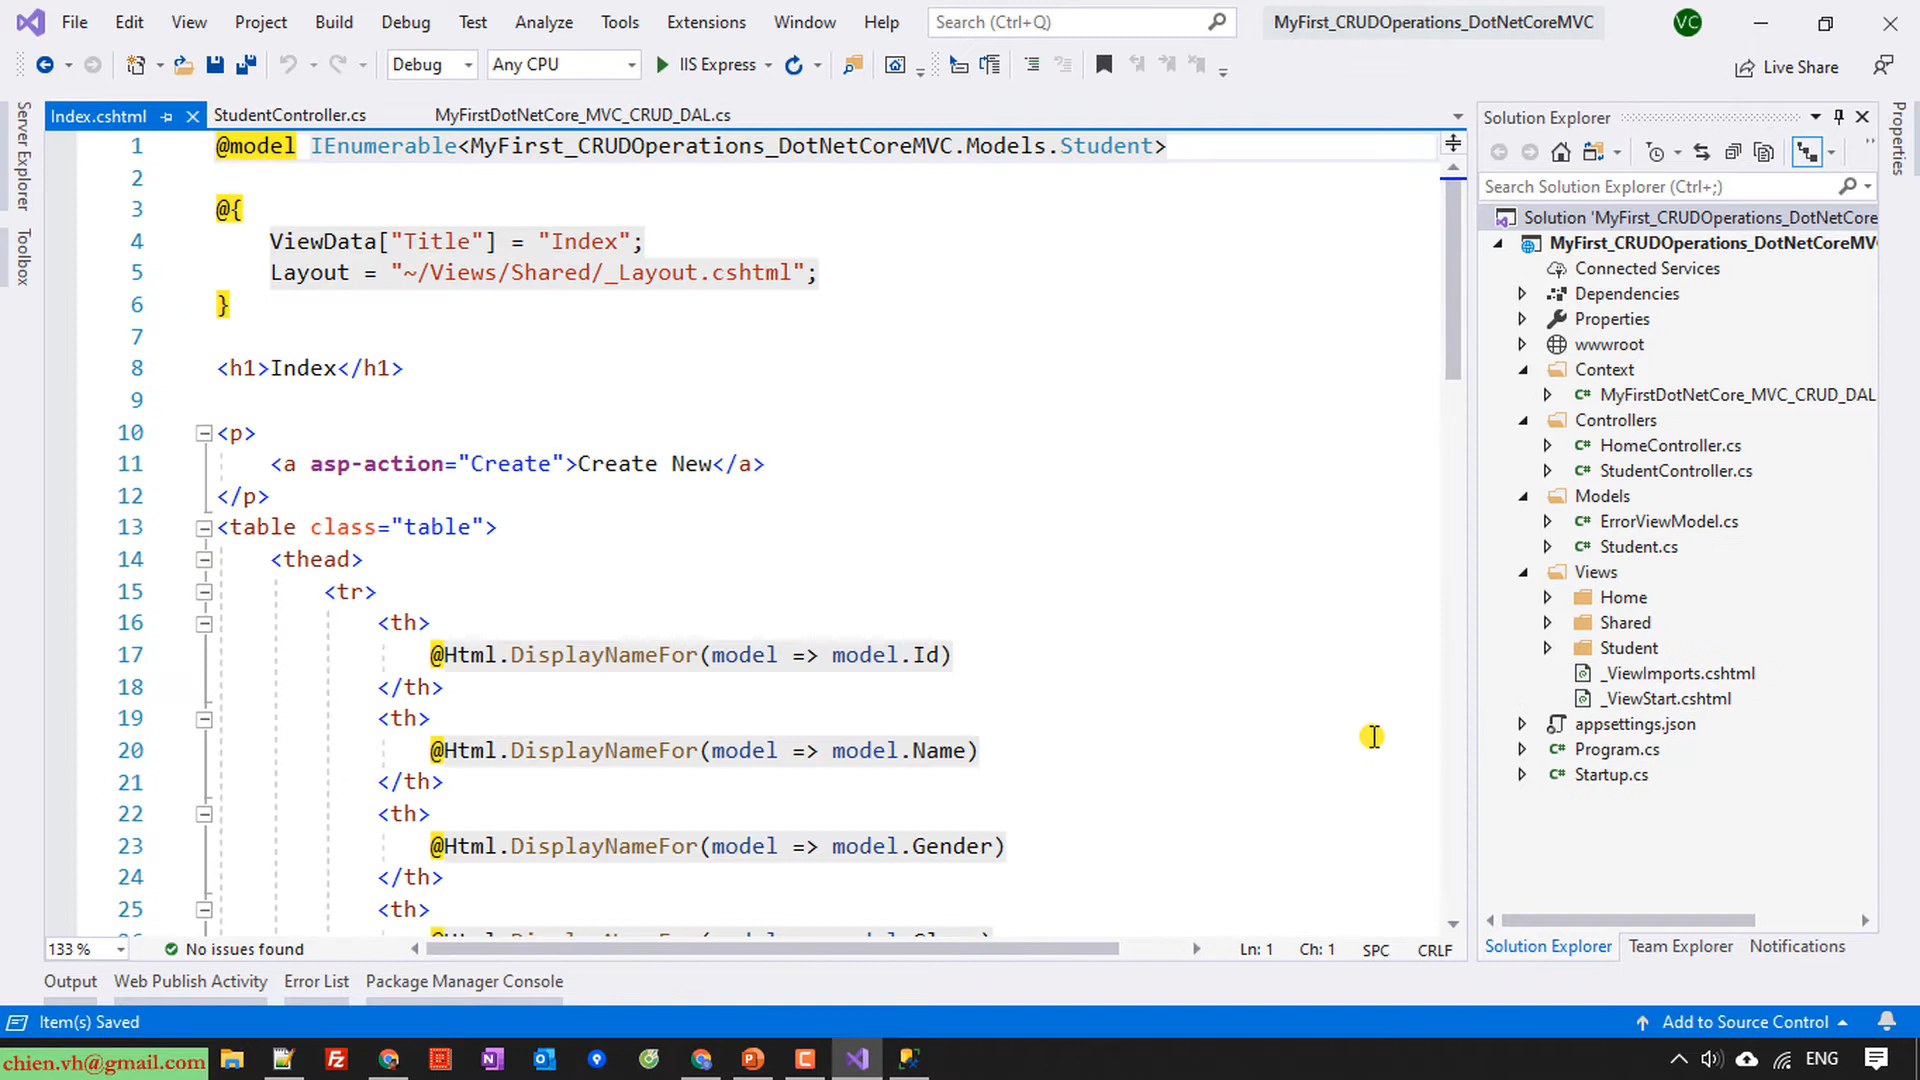 File Edit View Project Build Debug Test Analyze Tools Extensions Window Help Search (Ctrl+Q) MyFirst_CRUDOperations_DotNetCoreMVC VC
Debug Any CPU IIS Express Live Share
Server Explorer
Toolbox
Index.cshtml StudentController.cs MyFirstDotNetCore_MVC_CRUD_DAL.cs
1 @model IEnumerable<MyFirst_CRUDOperations_DotNetCoreMVC.Models.Student>
2
3 @{
4 ViewData["Title"] = "Index";
5 Layout = "~/Views/Shared/_Layout.cshtml";
6 }
7
8 <h1>Index</h1>
9
10 <p>
11 <a asp-action="Create">Create New</a>
12 </p>
13 <table class="table">
14 <thead>
15 <tr>
16 <th>
17 @Html.DisplayNameFor(model => model.Id)
18 </th>
19 <th>
20 @Html.DisplayNameFor(model => model.Name)
21 </th>
22 <th>
23 @Html.DisplayNameFor(model => model.Gender)
24 </th>
25 <th>
133 % No issues found Ln: 1 Ch: 1 SPC CRLF
Solution Explorer
Search Solution Explorer (Ctrl+;)
Solution 'MyFirst_CRUDOperations_DotNetCore
MyFirst_CRUDOperations_DotNetCoreMV
Connected Services
Dependencies
Properties
wwwroot
Context
C# MyFirstDotNetCore_MVC_CRUD_DAL
Controllers
C# HomeController.cs
C# StudentController.cs
Models
C# ErrorViewModel.cs
C# Student.cs
Views
Home
Shared
Student
_ViewImports.cshtml
_ViewStart.cshtml
appsettings.json
C# Program.cs
C# Startup.cs
Solution Explorer Team Explorer Notifications
Properties
Output Web Publish Activity Error List Package Manager Console
Item(s) Saved Add to Source Control
chien.vh@gmail.com ENG